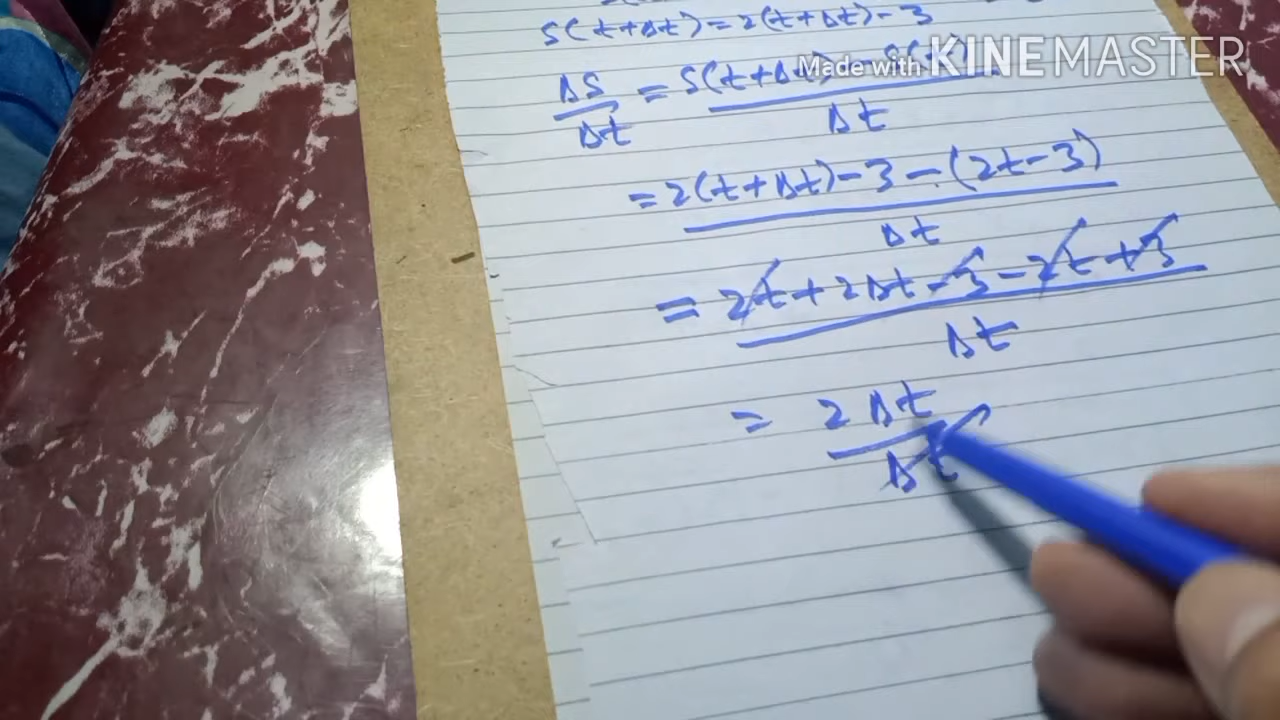 S(t+Δt)=2(t+Δt)-3
Made with KINEMASTER
ΔS/Δt = S(t+Δt)-S(t)/Δt
= 2(t+Δt)-3-(2t-3)/Δt
= 2t+2Δt-3-2t+3/Δt
= 2Δt/Δt